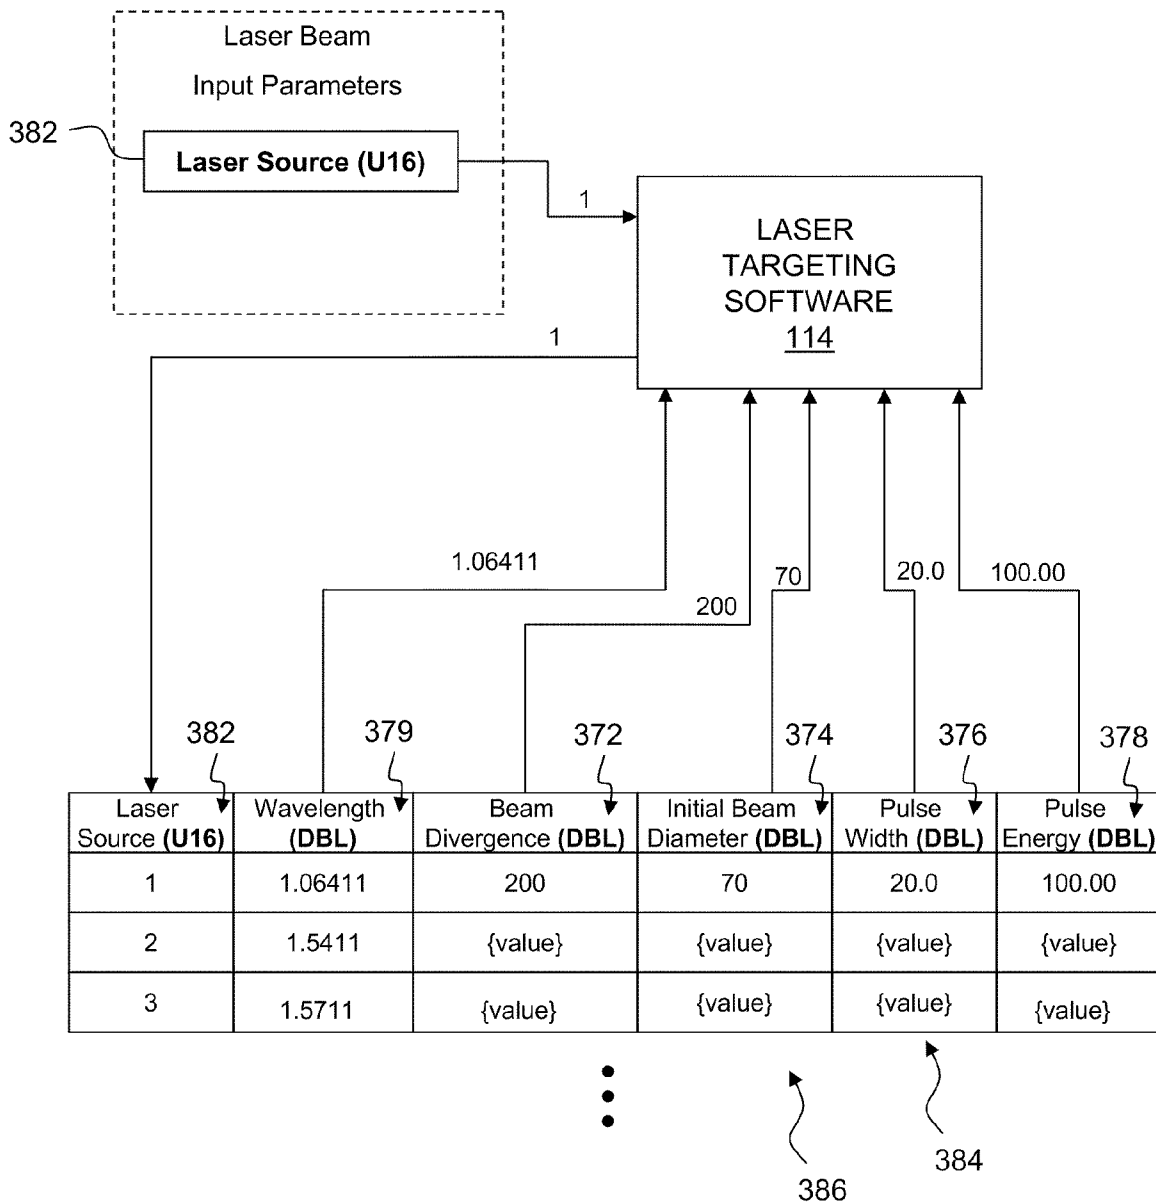 Laser Beam
Input Parameters
382
Laser Source (U16)
1
LASER
TARGETING
SOFTWARE
114
1
1.06411
200
70
20.0
100.00
382
379
372
374
376
378
Laser
Source (U16)
Wavelength
(DBL)
Beam
Divergence (DBL)
Initial Beam
Diameter (DBL)
Pulse
Width (DBL)
Pulse
Energy (DBL)
1
1.06411
200
70
20.0
100.00
2
1.5411
{value}
{value}
{value}
{value}
3
1.5711
{value}
{value}
{value}
{value}
384
386